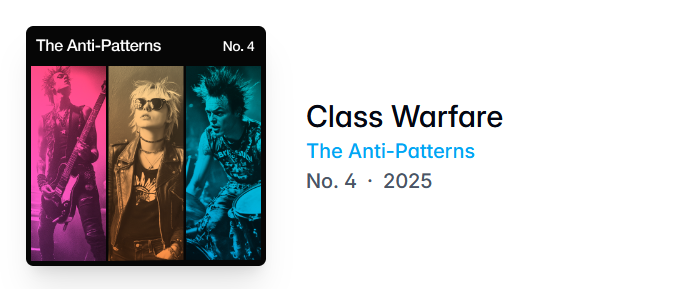 The Anti-Patterns No. 4
Class Warfare
The Anti-Patterns
No. 4 · 2025